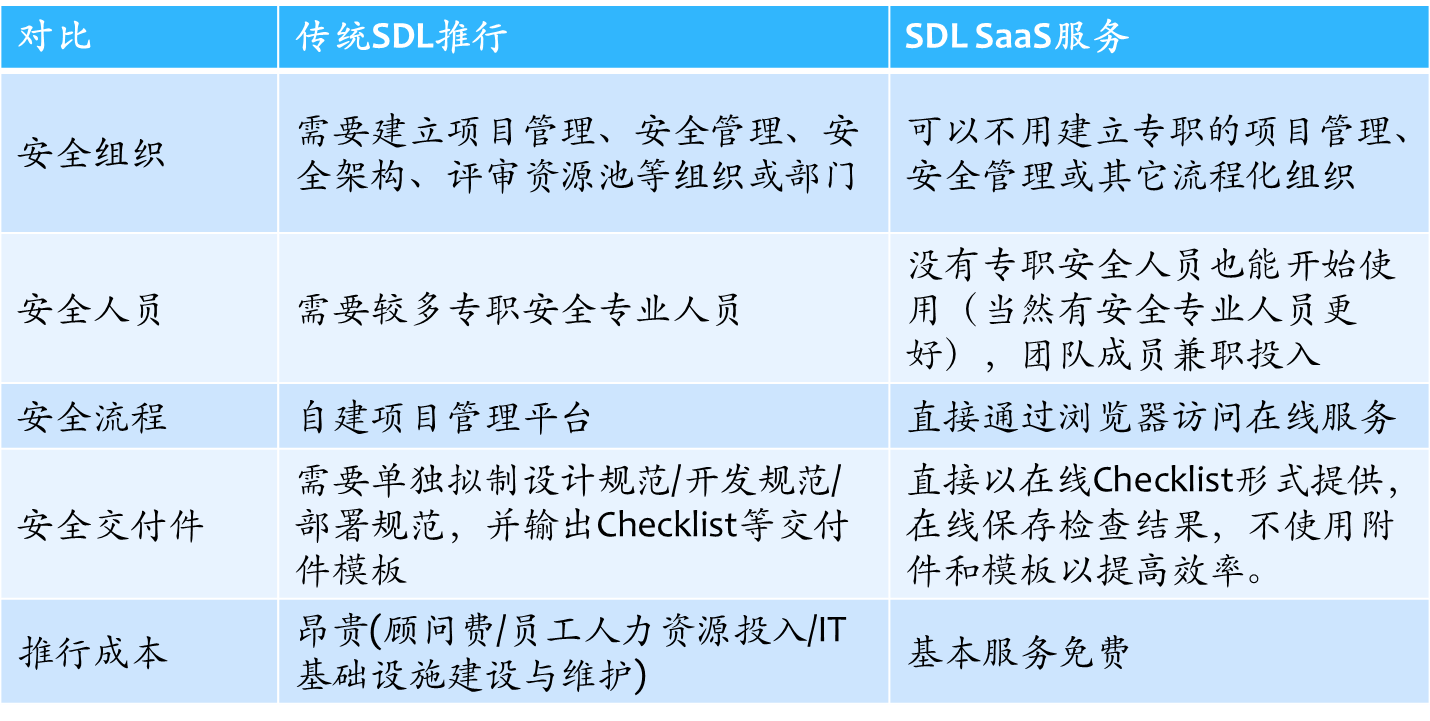 对比
传统SDL推行
SDL SaaS服务
安全组织
需要建立项目管理、安全管理、安
全架构、评审资源池等组织或部门
可以不用建立专职的项目管理、
安全管理或其它流程化组织
安全人员
需要较多专职安全专业人员
没有专职安全人员也能开始使
用（当然有安全专业人员更
好），团队成员兼职投入
安全流程
自建项目管理平台
直接通过浏览器访问在线服务
安全交付件
需要单独拟制设计规范/开发规范/
部署规范，并输出Checklist等交付
件模板
直接以在线Checklist形式提供，
在线保存检查结果，不使用附
件和模板以提高效率。
推行成本
昂贵(顾问费/员工人力资源投入/IT
基础设施建设与维护)
基本服务免费